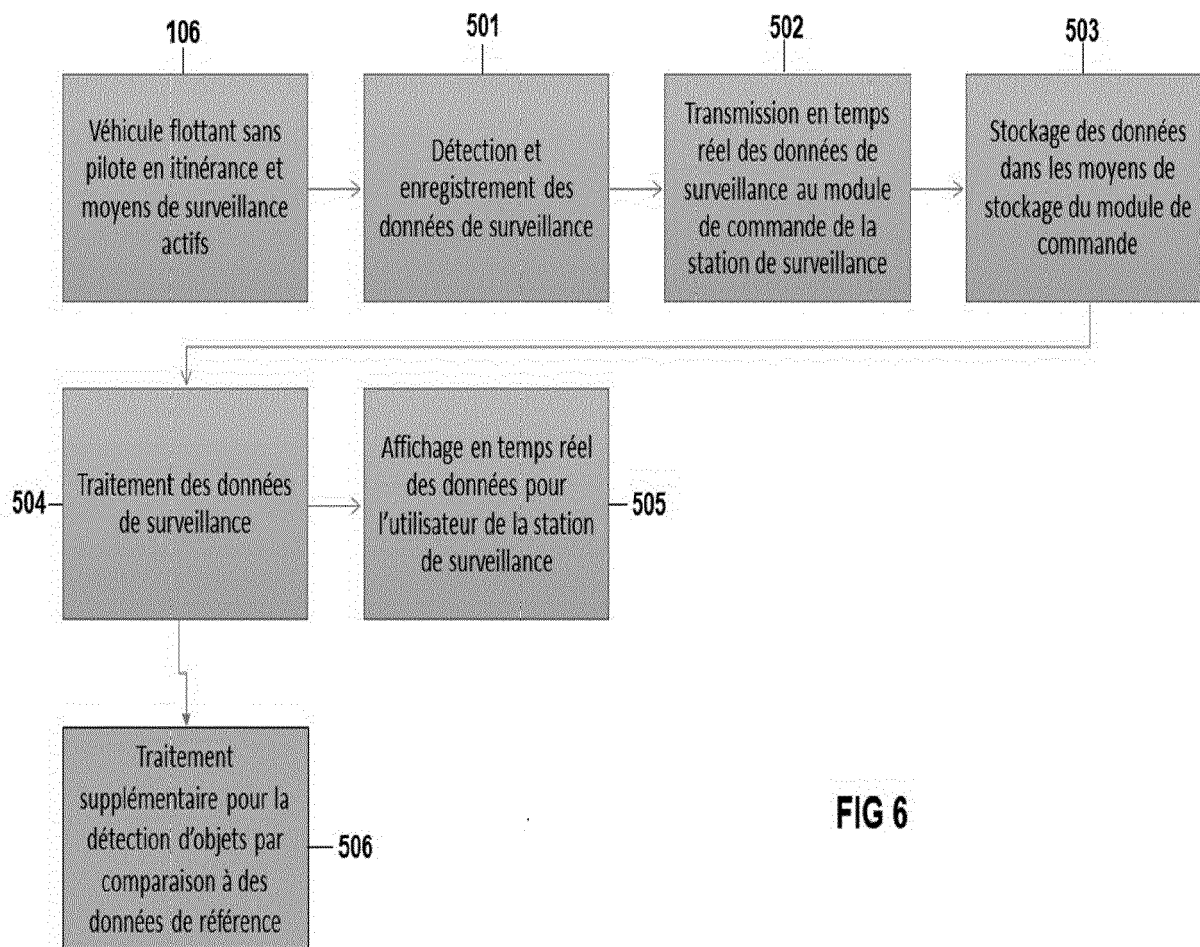 106
501
502
503
Véhicule flottant sans
pilote en itinérance et
moyens de surveillance
actifs
Détection et
enregistrement des
données de surveillance
Transmission en temps
réel des données de
surveillance au module
de commande de la
station de surveillance
Stockage des données
dans les moyens de
stockage du module de
commande
504
Traitement des données
de surveillance
Affichage en temps réel
des données pour
l'utilisateur de la station
de surveillance
505
Traitement
supplémentaire pour la
détection d'objets par
comparaison à des
données de référence
506
FIG 6